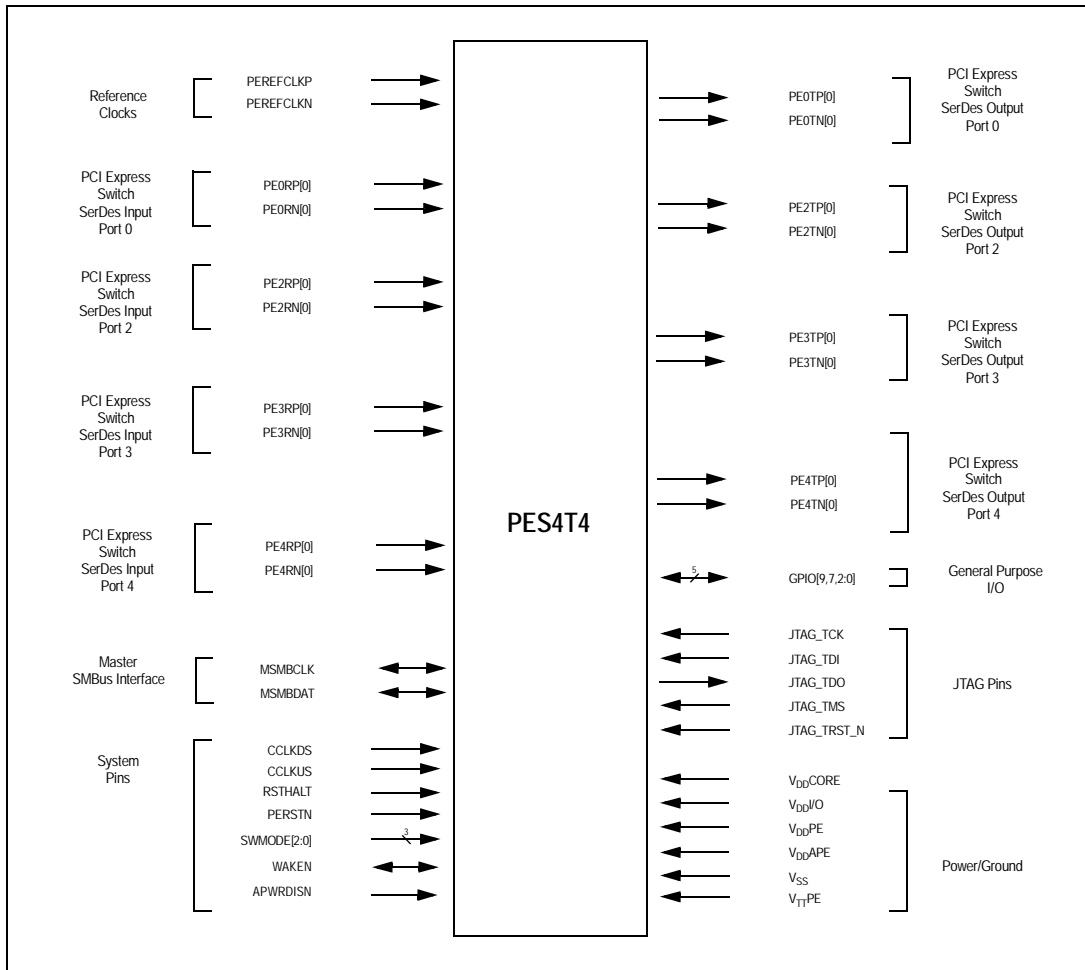 Reference
Clocks
PEREFCLKP
PEREFCLKN
PCI Express
Switch
SerDes Input
Port 0
PE0RP[0]
PE0RN[0]
PCI Express
Switch
SerDes Input
Port 2
PE2RP[0]
PE2RN[0]
PCI Express
Switch
SerDes Input
Port 3
PE3RP[0]
PE3RN[0]
PCI Express
Switch
SerDes Input
Port 4
PE4RP[0]
PE4RN[0]
Master
SMBus Interface
MSMBCLK
MSMBDAT
System
Pins
CCLKDS
CCLKUS
RSTHALT
PERSTN
SWMODE[2:0]
3
WAKEN
APWRDISN
PES4T4
PE0TP[0]
PE0TN[0]
PCI Express
Switch
SerDes Output
Port 0
PE2TP[0]
PE2TN[0]
PCI Express
Switch
SerDes Output
Port 2
PE3TP[0]
PE3TN[0]
PCI Express
Switch
SerDes Output
Port 3
PE4TP[0]
PE4TN[0]
PCI Express
Switch
SerDes Output
Port 4
5
GPIO[9,7,2:0]
General Purpose
I/O
JTAG_TCK
JTAG_TDI
JTAG_TDO
JTAG_TMS
JTAG_TRST_N
JTAG Pins
VDDCORE
VDDI/O
VDDPE
VDDAPE
VSS
VTTPE
Power/Ground